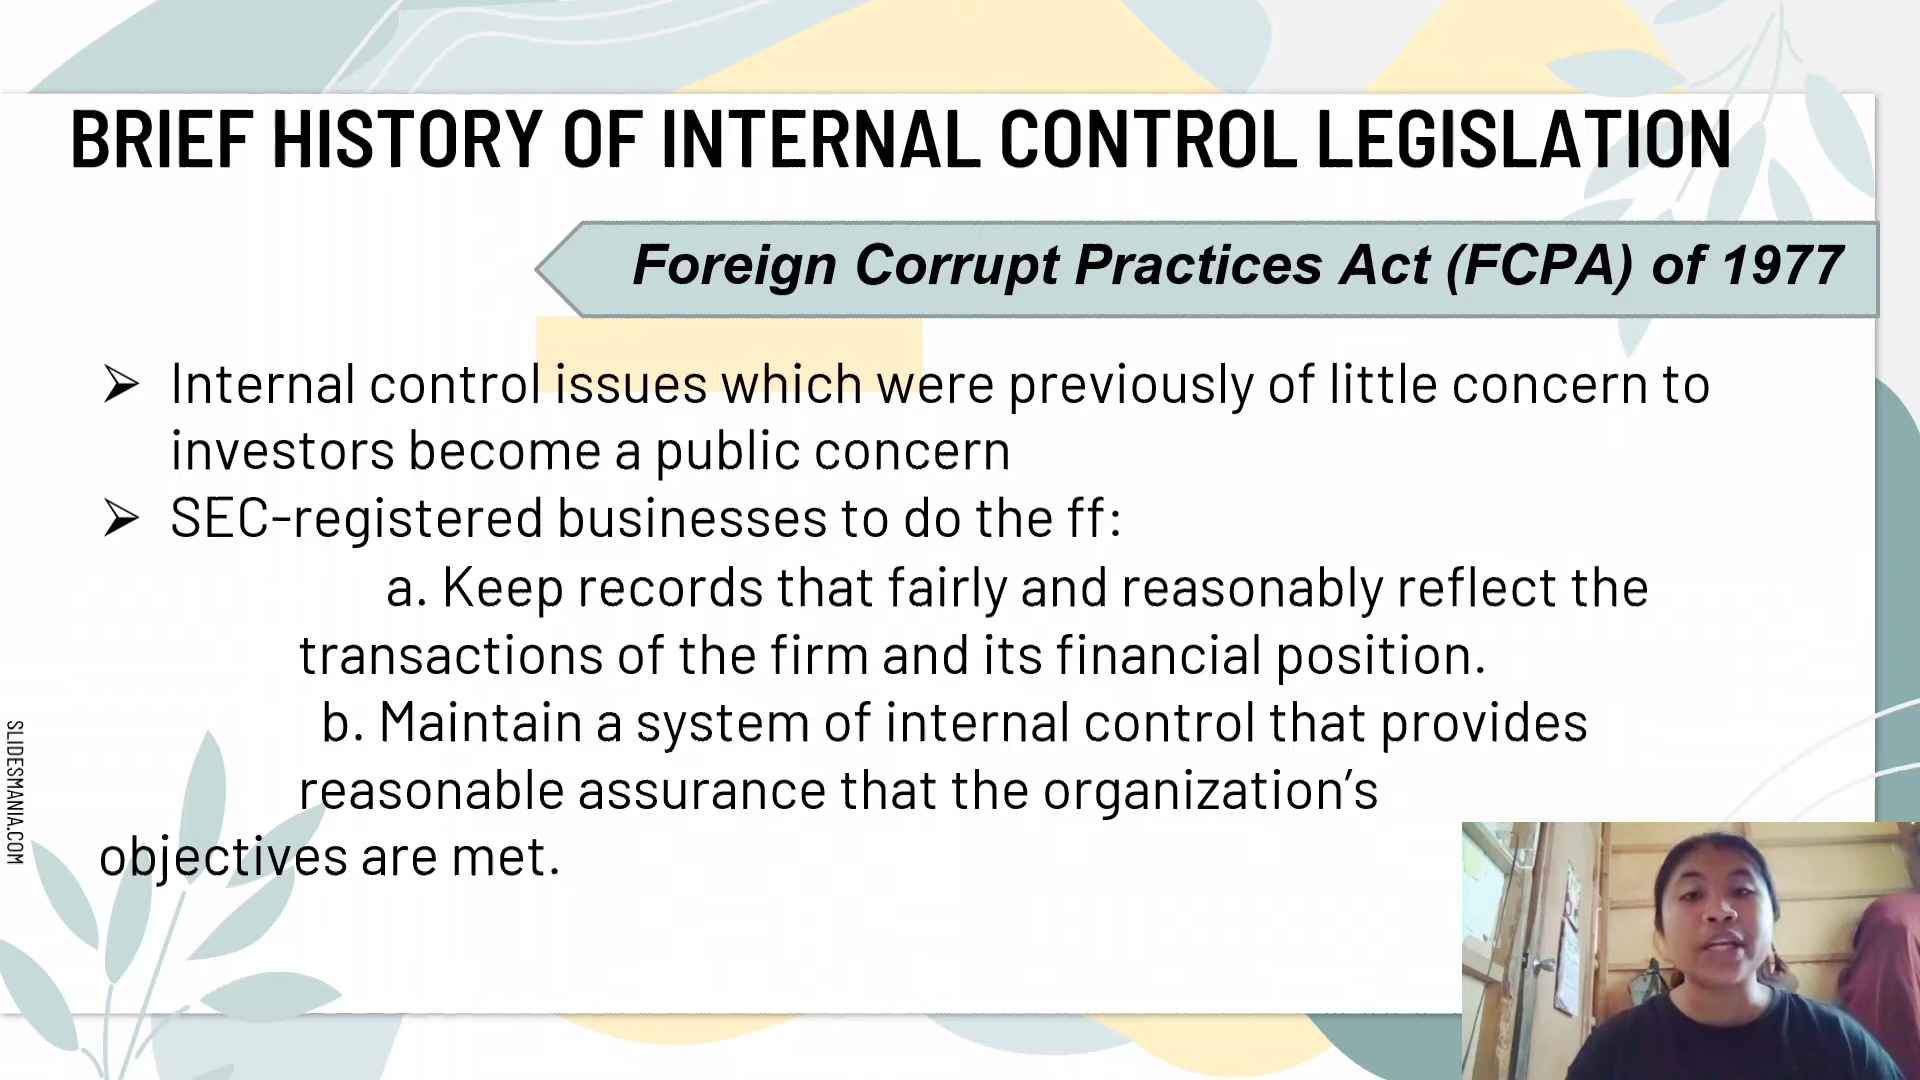 BRIEF HISTORY OF INTERNAL CONTROL LEGISLATION
Foreign Corrupt Practices Act (FCPA) of 1977
➢ Internal control issues which were previously of little concern to
investors become a public concern
➢ SEC-registered businesses to do the ff:
a. Keep records that fairly and reasonably reflect the
transactions of the firm and its financial position.
b. Maintain a system of internal control that provides
reasonable assurance that the organization’s
objectives are met.
SLIDESMANIA.COM